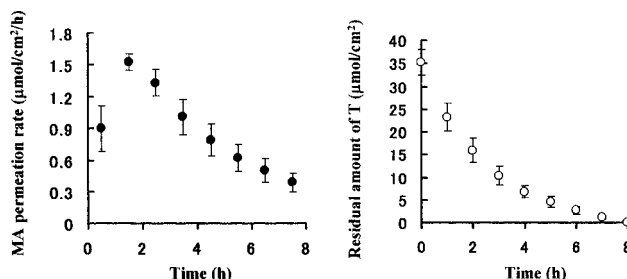 MA permeation rate (μmol/cm²/h)
1.8
1.5
1.2
0.9
0.6
0.3
0
0 2 4 6 8
Time (h)
Residual amount of T (μmol/cm²)
40
35
30
25
20
15
10
5
0
0 2 4 6 8
Time (h)